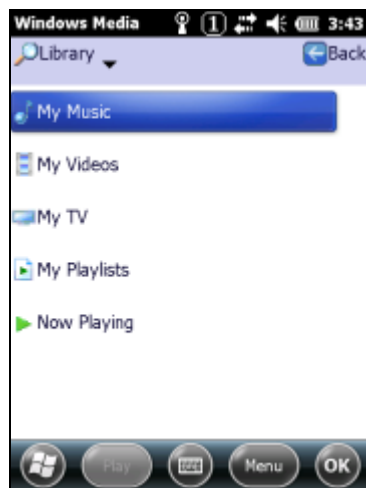 Windows Media 1 3:43
Library Back
My Music
My Videos
My TV
My Playlists
Now Playing
Play Menu OK